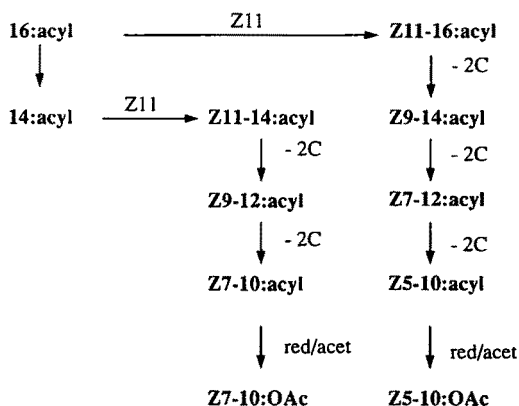 Z11
16:acyl Z11-16:acyl
- 2C
14:acyl Z11 Z11-14:acyl Z9-14:acyl
- 2C - 2C
Z9-12:acyl Z7-12:acyl
- 2C - 2C
Z7-10:acyl Z5-10:acyl
red/acet red/acet
Z7-10:OAc Z5-10:OAc